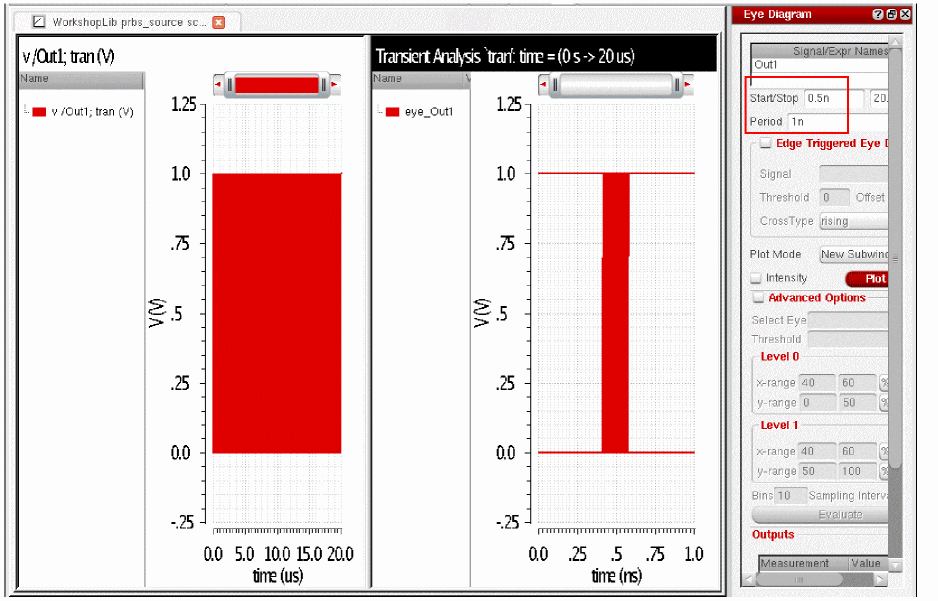 WorkshopLib prbs_source sc...
v /Out1; tran (V)
Name
v /Out1; tran (V)
1.25
1.0
.75
.5
.25
0.0
-.25
V (V)
0.0 5.0 10.0 15.0 20.0
time (us)
Transient Analysis `tran': time = (0 s -> 20 us)
Name V
eye_Out1
1.25
1.0
.75
.5
.25
0.0
-.25
V (V)
0.0 .25 .5 .75 1.0
time (ns)
Eye Diagram
Signal/Expr Names
Out1
Start/Stop 0.5n 20.
Period 1n
Edge Triggered Eye D
Signal
Threshold 0 Offset
CrossType rising
Plot Mode New Subwind
Intensity Plot
Advanced Options
Select Eye
Threshold
Level 0
x-range 40 60 %
y-range 0 50 %
Level 1
x-range 40 60 %
y-range 50 100 %
Bins 10 Sampling Interva
Evaluate
Outputs
Measurement Value